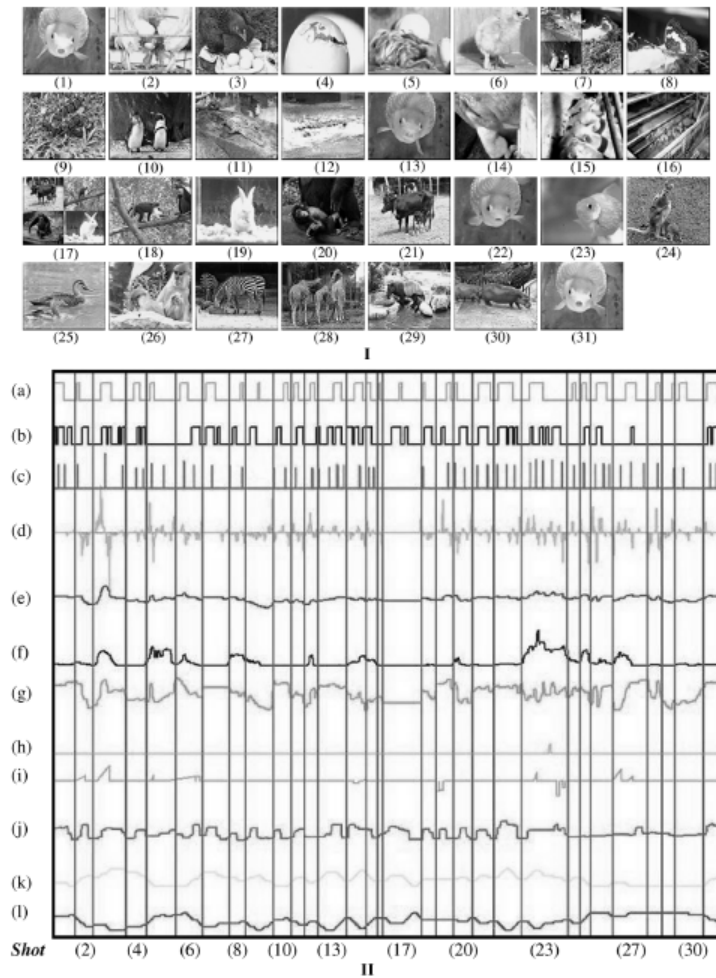 (1) (2) (3) (4) (5) (6) (7) (8)
(9) (10) (11) (12) (13) (14) (15) (16)
(17) (18) (19) (20) (21) (22) (23) (24)
(25) (26) (27) (28) (29) (30) (31)
I
(a)
(b)
(c)
(d)
(e)
(f)
(g)
(h)
(i)
(j)
(k)
(l)
Shot (2) (4) (6) (8) (10) (13) (17) (20) (23) (27) (30)
II